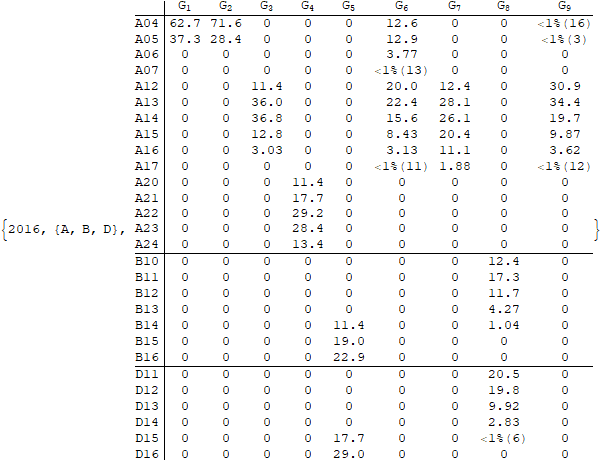 G1 G2 G3 G4 G5 G6 G7 G8 G9
A04 62.7 71.6 0 0 0 12.6 0 0 <1%(16)
A05 37.3 28.4 0 0 0 12.9 0 0 <1%(3)
A06 0 0 0 0 0 3.77 0 0 0
A07 0 0 0 0 0 <1%(13) 0 0 0
A12 0 0 11.4 0 0 20.0 12.4 0 30.9
A13 0 0 36.0 0 0 22.4 28.1 0 34.4
A14 0 0 36.8 0 0 15.6 26.1 0 19.7
A15 0 0 12.8 0 0 8.43 20.4 0 9.87
A16 0 0 3.03 0 0 3.13 11.1 0 3.62
A17 0 0 0 0 0 <1%(11) 1.88 0 <1%(12)
A20 0 0 0 11.4 0 0 0 0 0
A21 0 0 0 17.7 0 0 0 0 0
A22 0 0 0 29.2 0 0 0 0 0
{2016, {A, B, D}, A23 0 0 0 28.4 0 0 0 0 0 }
A24 0 0 0 13.4 0 0 0 0 0
B10 0 0 0 0 0 0 0 12.4 0
B11 0 0 0 0 0 0 0 17.3 0
B12 0 0 0 0 0 0 0 11.7 0
B13 0 0 0 0 0 0 0 4.27 0
B14 0 0 0 0 11.4 0 0 1.04 0
B15 0 0 0 0 19.0 0 0 0 0
B16 0 0 0 0 22.9 0 0 0 0
D11 0 0 0 0 0 0 0 20.5 0
D12 0 0 0 0 0 0 0 19.8 0
D13 0 0 0 0 0 0 0 9.92 0
D14 0 0 0 0 0 0 0 2.83 0
D15 0 0 0 0 17.7 0 0 <1%(6) 0
D16 0 0 0 0 29.0 0 0 0 0